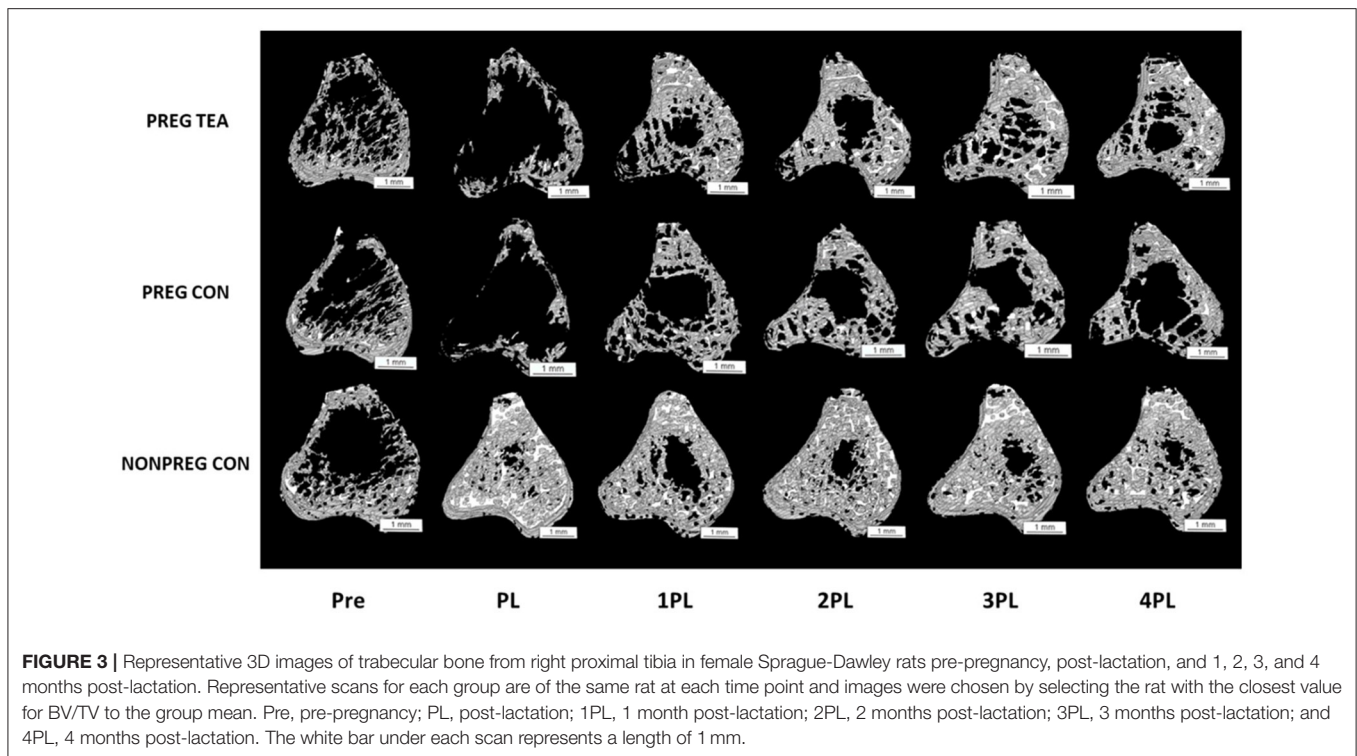 PREG TEA
1 mm 1 mm 1 mm 1 mm 1 mm 1 mm
PREG CON
1 mm 1 mm 1 mm 1 mm 1 mm 1 mm
NONPREG CON
1 mm 1 mm 1 mm 1 mm 1 mm 1 mm
Pre PL 1PL 2PL 3PL 4PL
FIGURE 3 | Representative 3D images of trabecular bone from right proximal tibia in female Sprague-Dawley rats pre-pregnancy, post-lactation, and 1, 2, 3, and 4
months post-lactation. Representative scans for each group are of the same rat at each time point and images were chosen by selecting the rat with the closest value
for BV/TV to the group mean. Pre, pre-pregnancy; PL, post-lactation; 1PL, 1 month post-lactation; 2PL, 2 months post-lactation; 3PL, 3 months post-lactation; and
4PL, 4 months post-lactation. The white bar under each scan represents a length of 1 mm.